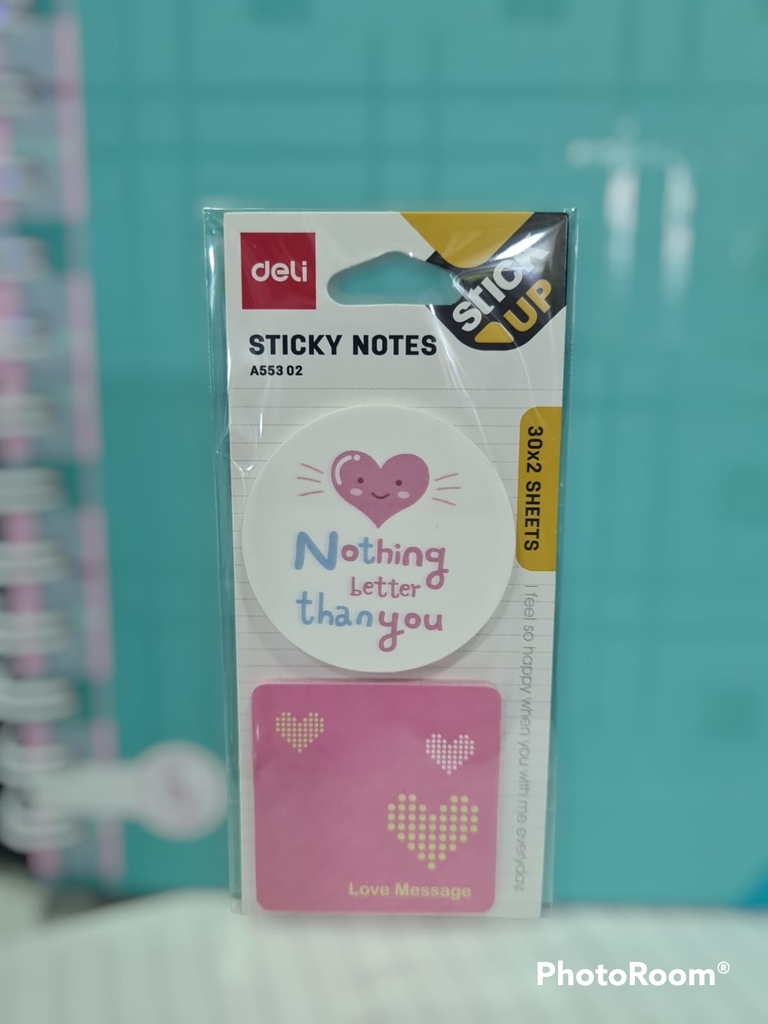 deli
STICK
UP
STICKY NOTES
A553 02
30x2 SHEETS
Nothing
better
than you
I feel so happy when you with me everyday.
Love Message
PhotoRoom®